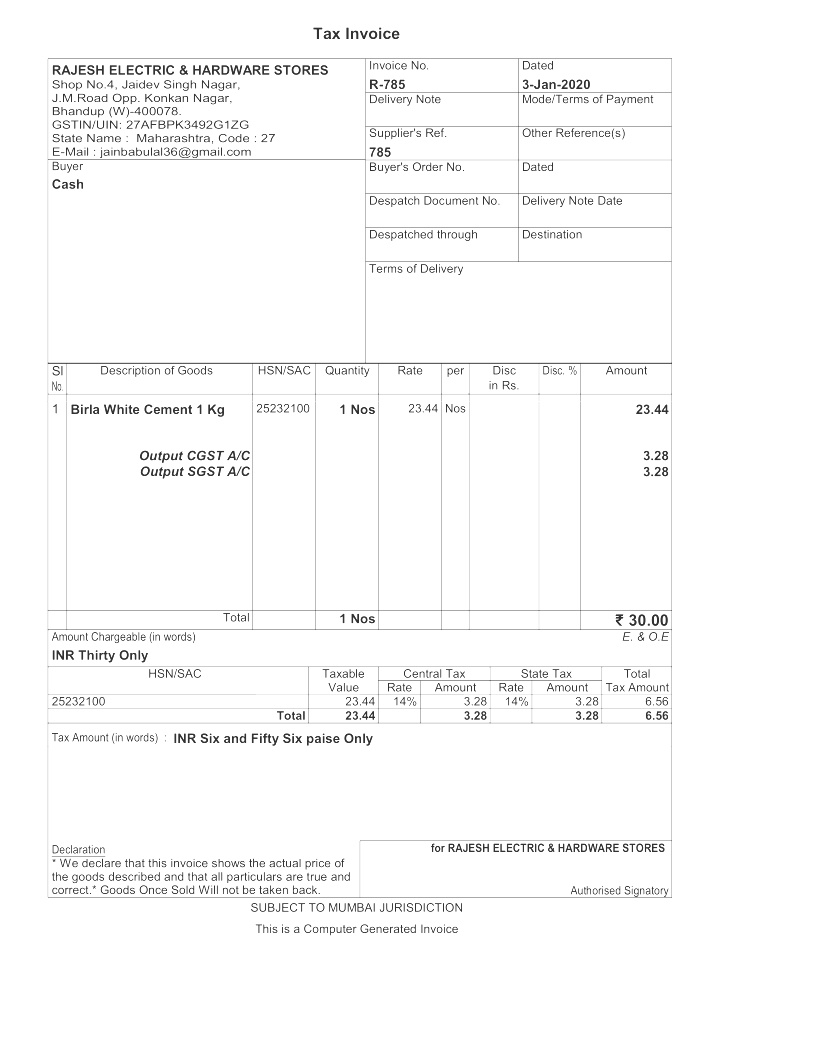 Tax Invoice
RAJESH ELECTRIC & HARDWARE STORES
Shop No.4, Jaidev Singh Nagar,
J.M.Road Opp. Konkan Nagar,
Bhandup (W)-400078.
GSTIN/UIN: 27AFBPK3492G1ZG
State Name : Maharashtra, Code : 27
E-Mail : jainbabulal36@gmail.com
Invoice No. Dated
R-785 3-Jan-2020
Delivery Note Mode/Terms of Payment
Supplier's Ref. Other Reference(s)
785
Buyer
Cash
Buyer's Order No. Dated
Despatch Document No. Delivery Note Date
Despatched through Destination
Terms of Delivery
Sl Description of Goods HSN/SAC Quantity Rate per Disc Disc. % Amount
No. in Rs.
1 Birla White Cement 1 Kg 25232100 1 Nos 23.44 Nos 23.44
Output CGST A/C 3.28
Output SGST A/C 3.28
Total 1 Nos ₹ 30.00
Amount Chargeable (in words) E. & O.E
INR Thirty Only
HSN/SAC Taxable Central Tax State Tax Total
Value Rate Amount Rate Amount Tax Amount
25232100 23.44 14% 3.28 14% 3.28 6.56
Total 23.44 3.28 3.28 6.56
Tax Amount (in words) : INR Six and Fifty Six paise Only
Declaration
* We declare that this invoice shows the actual price of
the goods described and that all particulars are true and
correct.* Goods Once Sold Will not be taken back.
for RAJESH ELECTRIC & HARDWARE STORES
Authorised Signatory
SUBJECT TO MUMBAI JURISDICTION
This is a Computer Generated Invoice